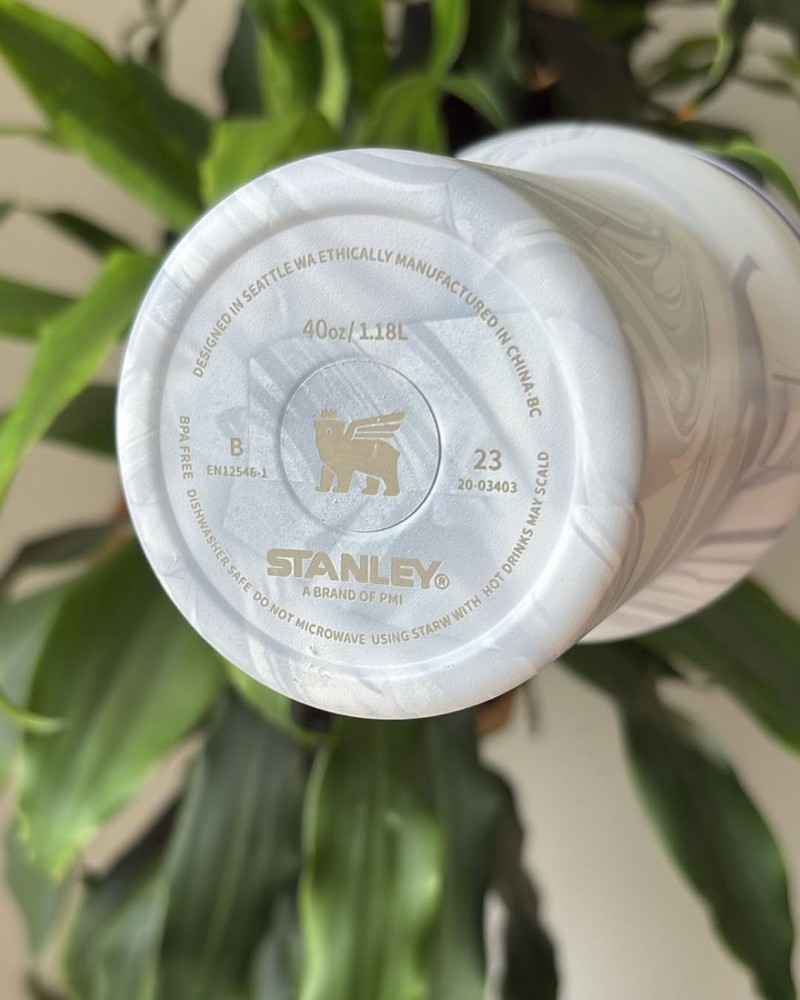 DESIGNED IN SEATTLE WA ETHICALLY MANUFACTURED IN CHINA-BC
40oz/1.18L
B
EN12546-1
23
20-03403
STANLEY®
A BRAND OF PMI
BPA FREE DISHWASHER SAFE DO NOT MICROWAVE USING STARW WITH HOT DRINKS MAY SCALD